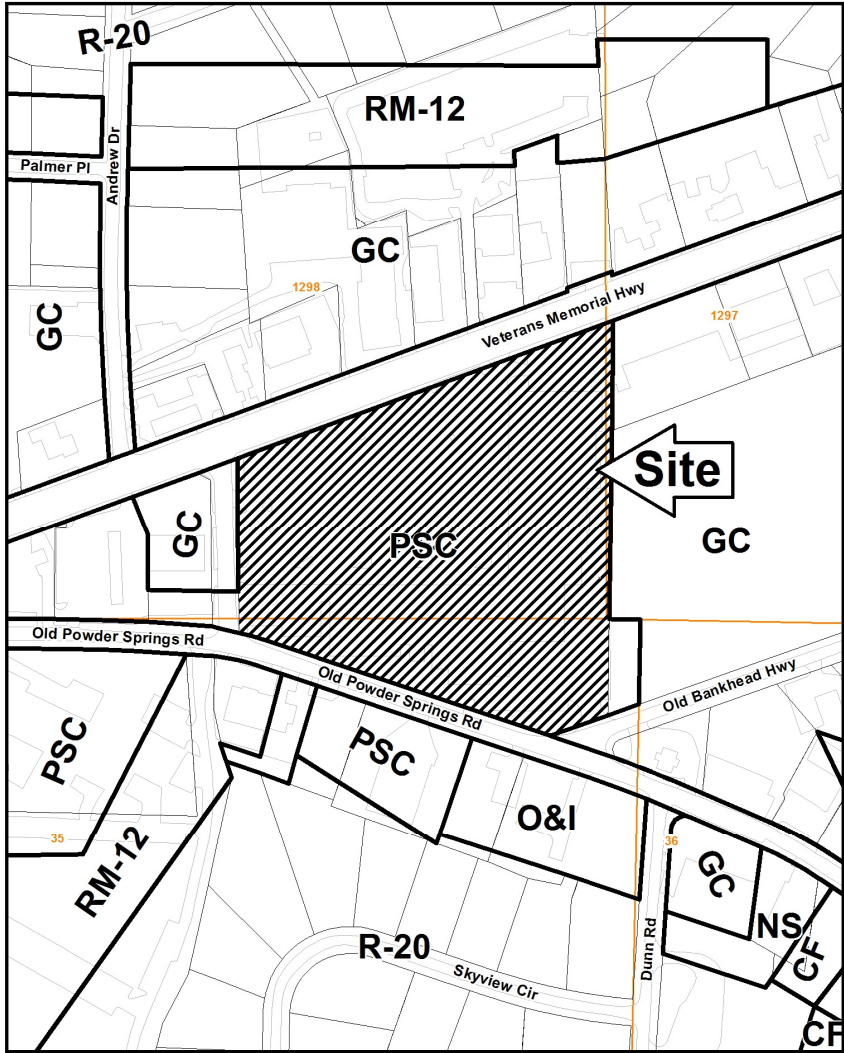 R-20
RM-12
Palmer Pl
Andrew Dr
GC
1298
GC
Veterans Memorial Hwy
1297
Site
GC
PSC
GC
Old Powder Springs Rd
Old Powder Springs Rd
Old Bankhead Hwy
PSC
PSC
O&I
35
RM-12
36
GC
NS
CF
R-20
Skyview Cir
Dunn Rd
CF